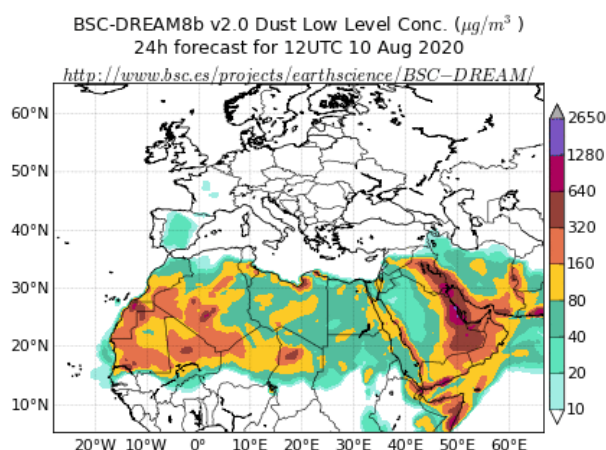 BSC-DREAM8b v2.0 Dust Low Level Conc. (μg/m³ )
24h forecast for 12UTC 10 Aug 2020
http://www.bsc.es/projects/earthscience/BSC−DREAM/
60°N
50°N
40°N
30°N
20°N
10°N
20°W 10°W 0° 10°E 20°E 30°E 40°E 50°E 60°E
2650
1280
640
320
160
80
40
20
10